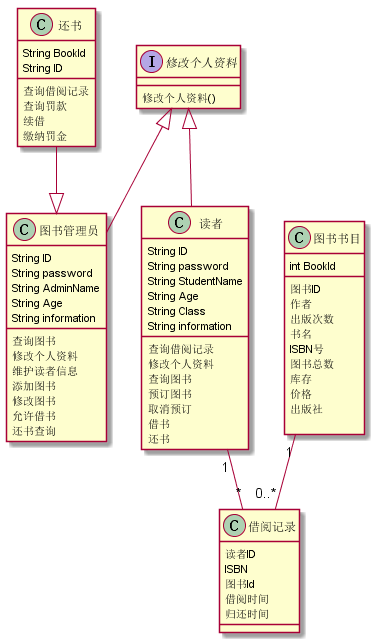 C 还书
String BookId
String ID
查询借阅记录
查询罚款
续借
缴纳罚金
I 修改个人资料
修改个人资料()
C 图书管理员
String ID
String password
String AdminName
String Age
String information
查询图书
修改个人资料
维护读者信息
添加图书
修改图书
允许借书
还书查询
C 读者
String ID
String password
String StudentName
String Age
String Class
String information
查询借阅记录
修改个人资料
查询图书
预订图书
取消预订
借书
还书
C 图书书目
int BookId
图书ID
作者
出版次数
书名
ISBN号
图书总数
库存
价格
出版社
1
1
*
0..*
C 借阅记录
读者ID
ISBN
图书Id
借阅时间
归还时间